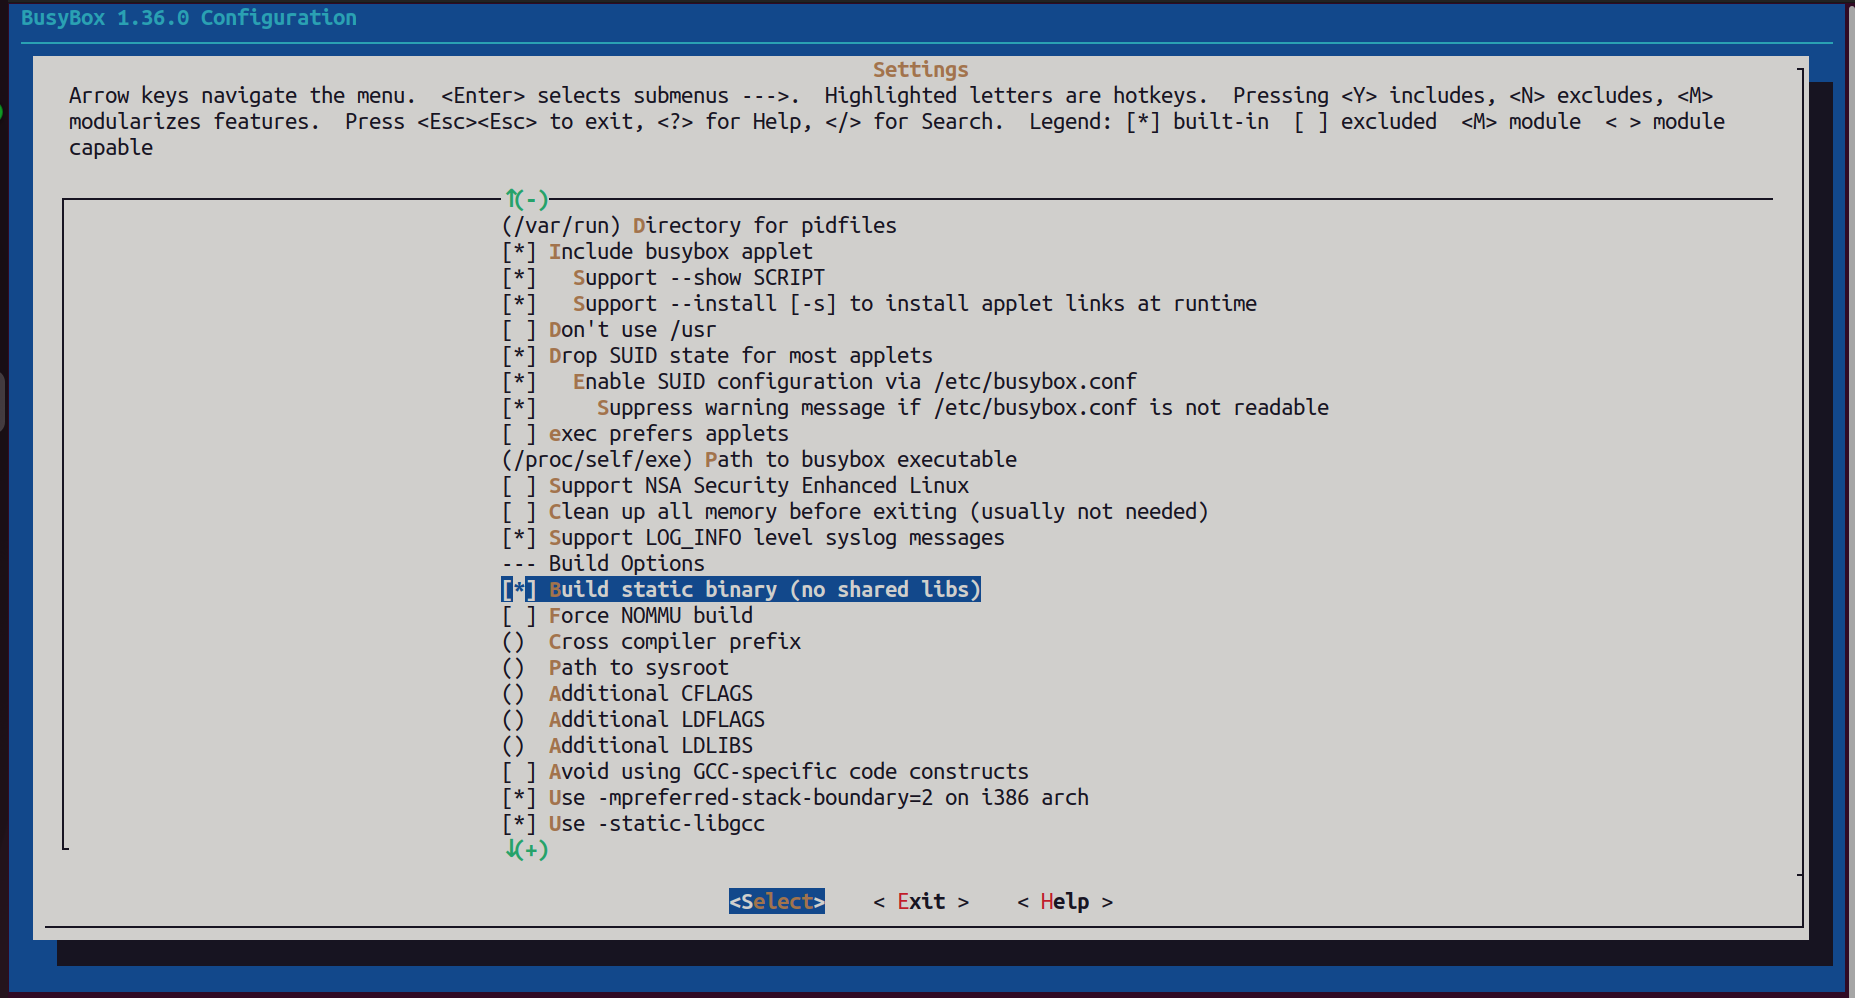 BusyBox 1.36.0 Configuration
Settings
Arrow keys navigate the menu.  <Enter> selects submenus --->.  Highlighted letters are hotkeys.  Pressing <Y> includes, <N> excludes, <M>
modularizes features.  Press <Esc><Esc> to exit, <?> for Help, </> for Search.  Legend: [*] built-in  [ ] excluded  <M> module  < > module
capable
↑(-)
(/var/run) Directory for pidfiles
[*] Include busybox applet
[*]   Support --show SCRIPT
[*]   Support --install [-s] to install applet links at runtime
[ ] Don't use /usr
[*] Drop SUID state for most applets
[*]   Enable SUID configuration via /etc/busybox.conf
[*]     Suppress warning message if /etc/busybox.conf is not readable
[ ] exec prefers applets
(/proc/self/exe) Path to busybox executable
[ ] Support NSA Security Enhanced Linux
[ ] Clean up all memory before exiting (usually not needed)
[*] Support LOG_INFO level syslog messages
--- Build Options
[*] Build static binary (no shared libs)
[ ] Force NOMMU build
()  Cross compiler prefix
()  Path to sysroot
()  Additional CFLAGS
()  Additional LDFLAGS
()  Additional LDLIBS
[ ] Avoid using GCC-specific code constructs
[*] Use -mpreferred-stack-boundary=2 on i386 arch
[*] Use -static-libgcc
↓(+)
<Select>    < Exit >    < Help >